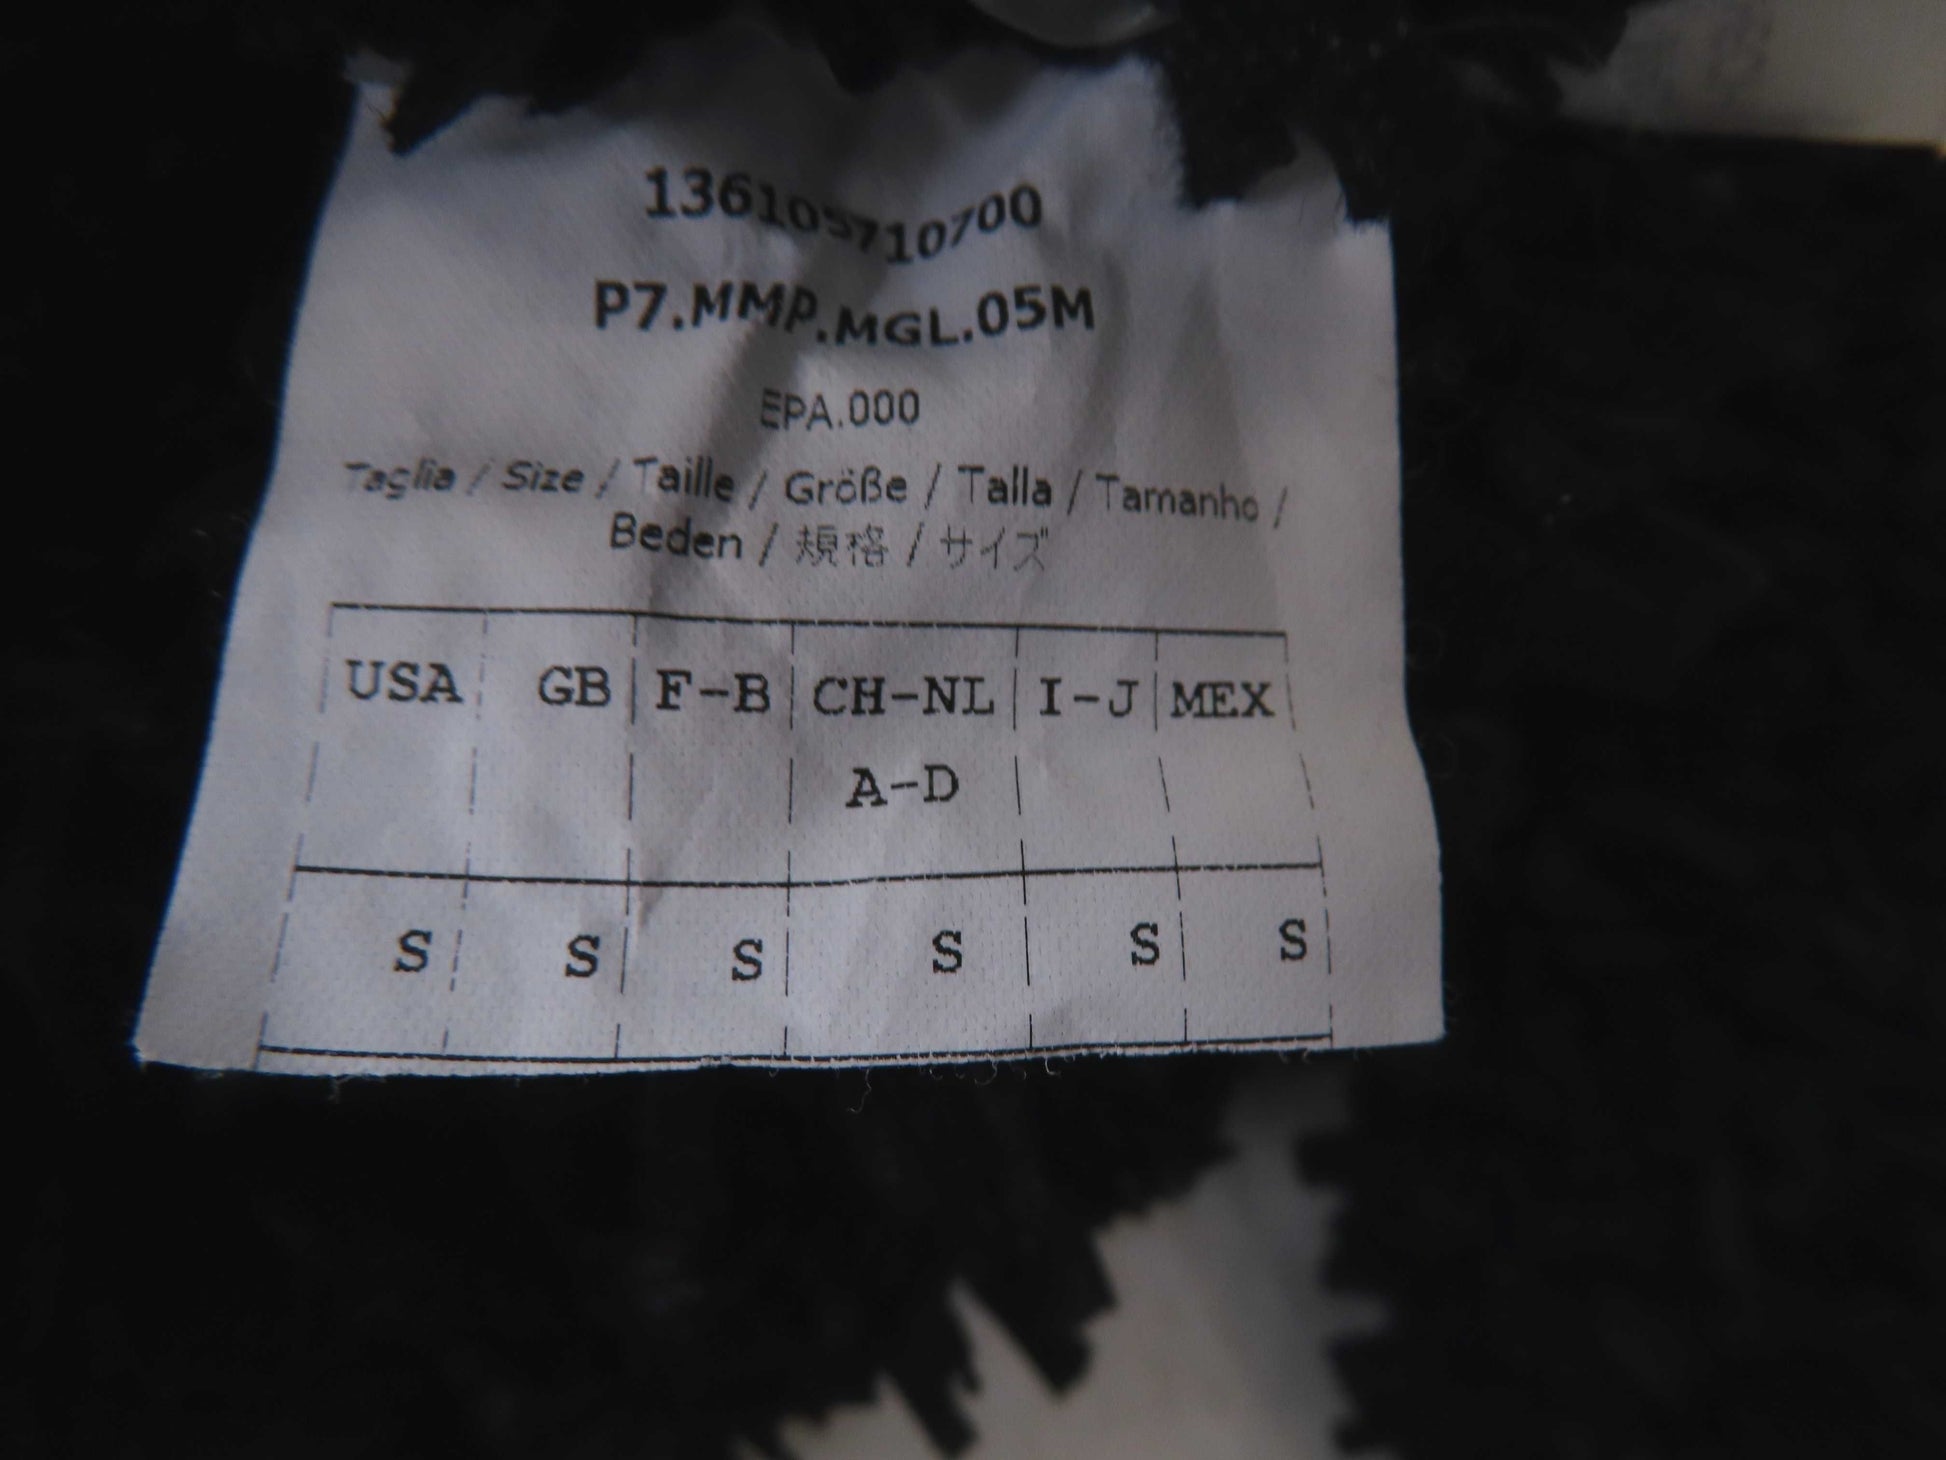 136105710700
P7.MMP.MGL.05M
EPA.000
Taglia / Size / Taille / Größe / Talla / Tamanho /
Beden / 規格 / サイズ
USA GB F-B CH-NL I-J MEX
A-D
S S S S S S